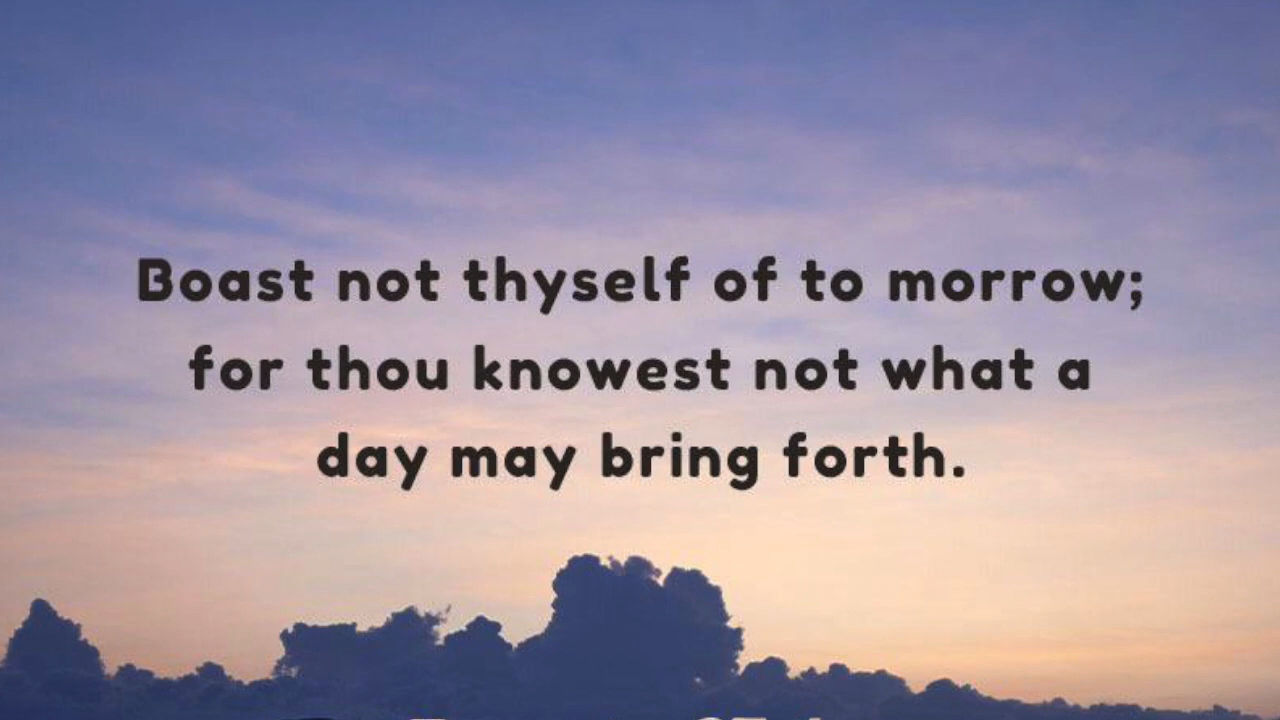 Boast not thyself of to morrow;
for thou knowest not what a
day may bring forth.